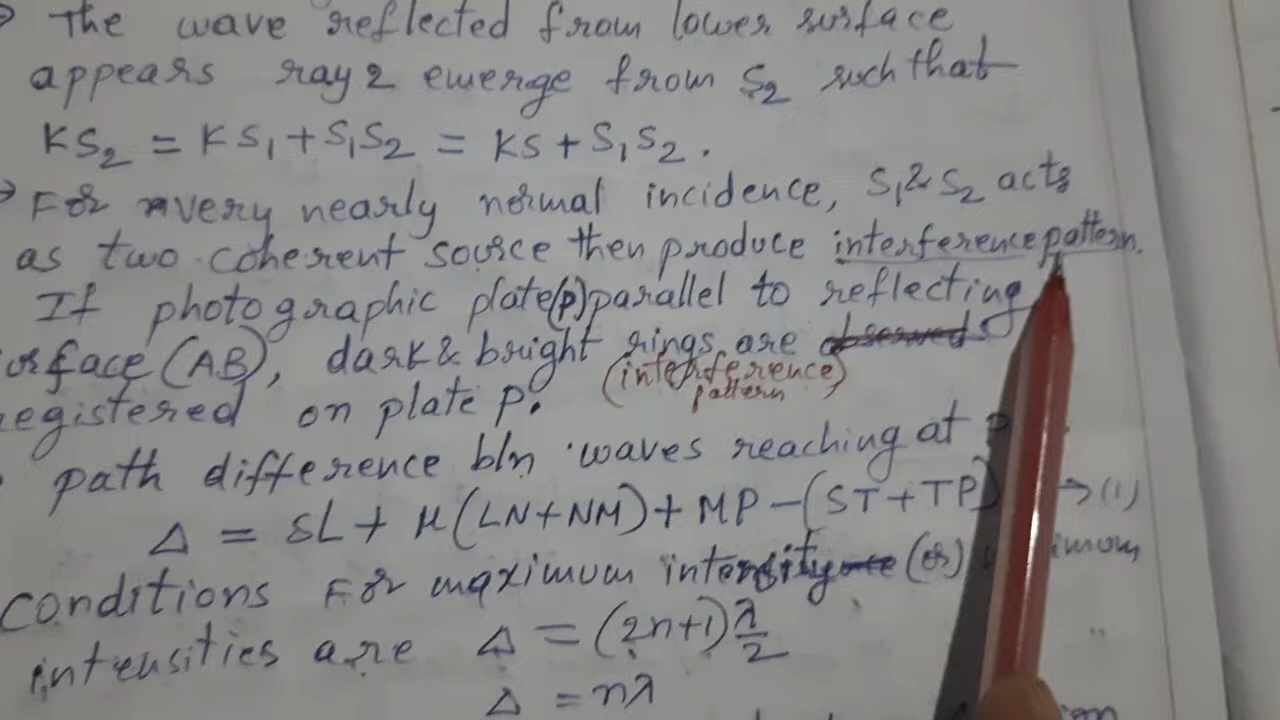 The wave reflected from lower surface
appears ray 2 emerge from S₂ such that
KS₂ = KS₁ + S₁S₂ = KS + S₁S₂.
→ For very nearly normal incidence, S₁ & S₂ acts
as two coherent source then produce interference pattern.
If photographic plate (P) parallel to reflecting
surface (AB), dark & bright rings are observed
(interference)
pattern
registered on plate P.
path difference b/n waves reaching at P
Δ = SL + μ(LN+NM) + MP - (ST + TP) → (1)
Conditions For maximum intensity (or)
intensities are Δ = (2n+1) λ/2
Δ = nλ